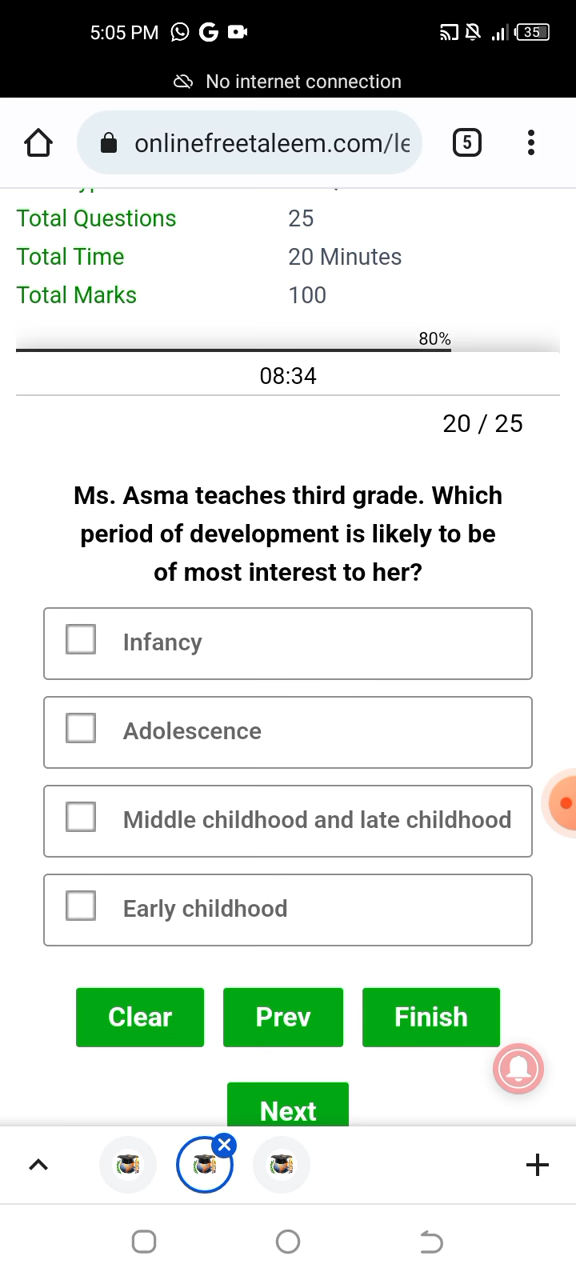 5:05 PM
35
No internet connection
onlinefreetaleem.com/le
5
Total Questions 25
Total Time 20 Minutes
Total Marks 100
80%
08:34
20 / 25
Ms. Asma teaches third grade. Which
period of development is likely to be
of most interest to her?
Infancy
Adolescence
Middle childhood and late childhood
Early childhood
Clear Prev Finish
Next